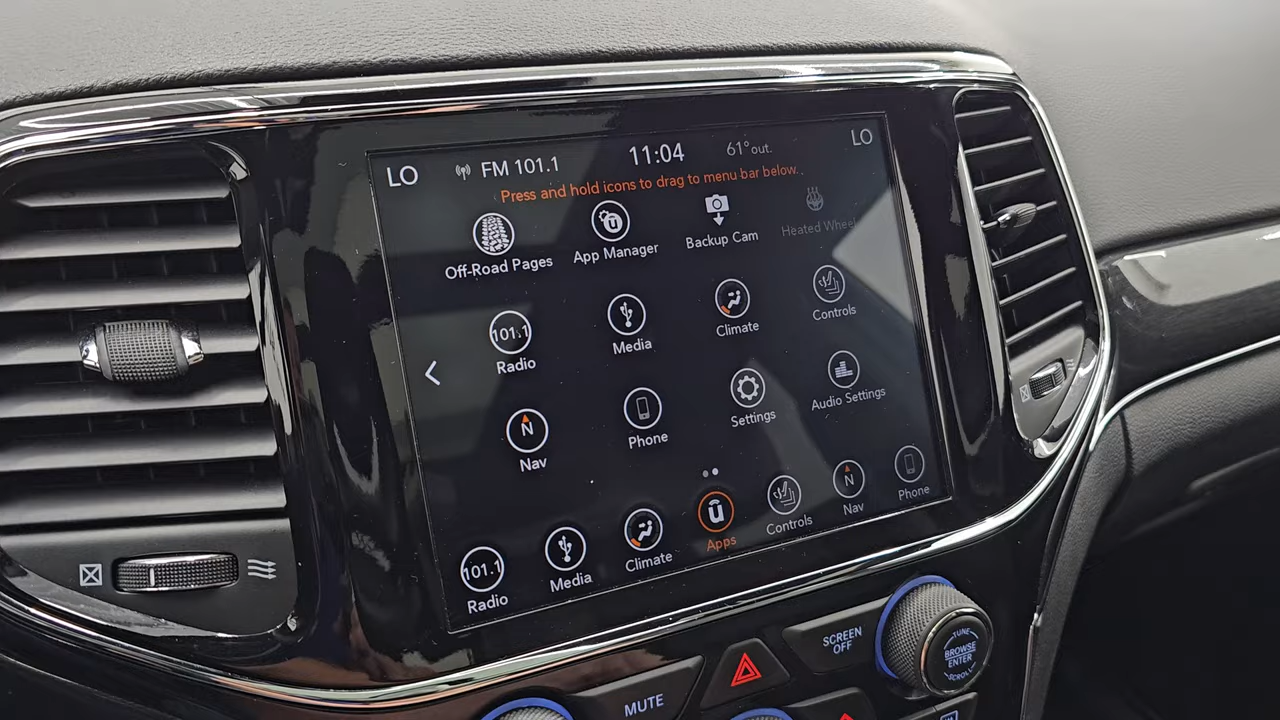 LO FM 101.1 11:04 61° out. LO
Press and hold icons to drag to menu bar below.
Off-Road Pages App Manager Backup Cam Heated Wheel
101.1
Radio Media Climate Controls
N
Nav Phone Settings Audio Settings
101.1 N
Radio Media Climate Apps Controls Nav Phone
SCREEN
OFF
TUNE
BROWSE
ENTER
SCROLL
MUTE